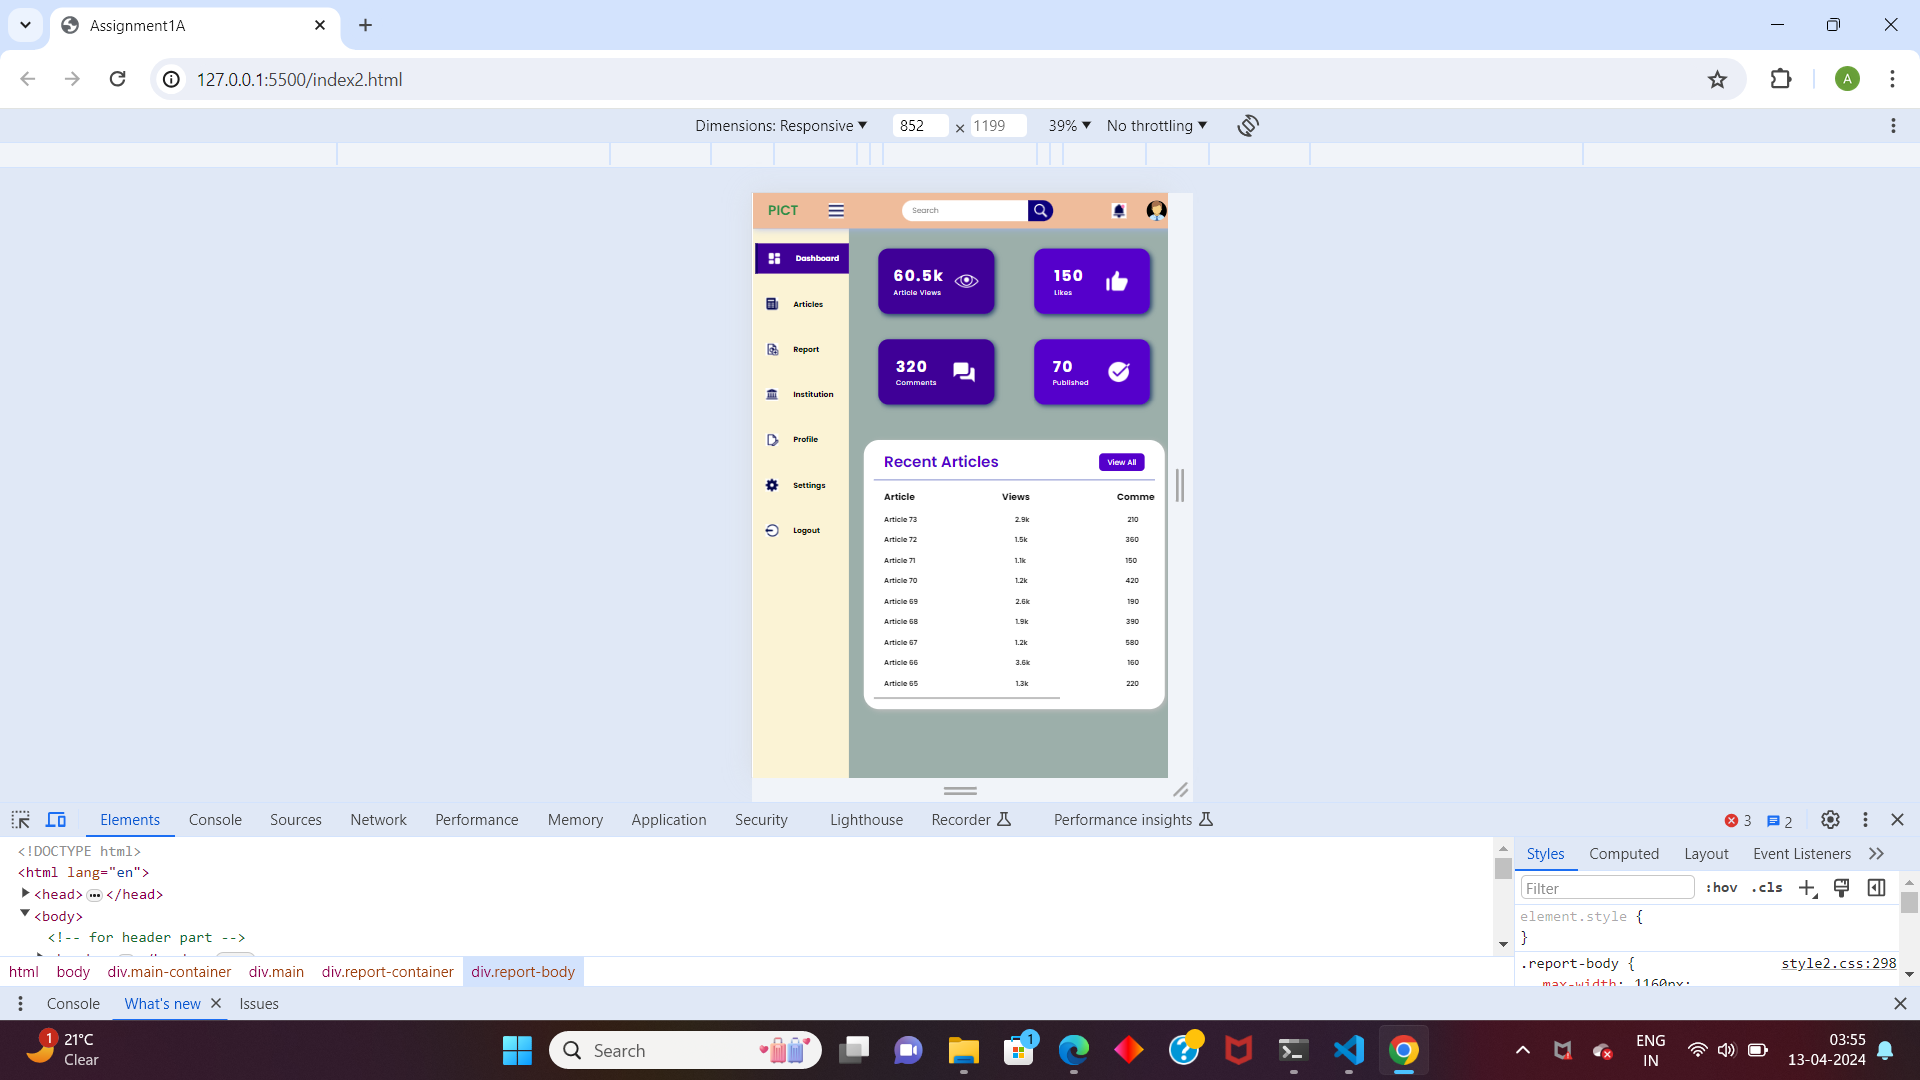 Assignment1A
127.0.0.1:5500/index2.html
A
Dimensions: Responsive 852 × 1199 39% No throttling
PICT Search
Dashboard
Articles
Report
Institution
Profile
Settings
Logout
60.5k
Article Views
150
Likes
320
Comments
70
Published
Recent Articles View All
Article Views Comme
Article 73 2.9k 210
Article 72 1.5k 360
Article 71 1.1k 150
Article 70 1.2k 420
Article 69 2.6k 190
Article 68 1.9k 390
Article 67 1.2k 580
Article 66 3.6k 160
Article 65 1.3k 220
Elements Console Sources Network Performance Memory Application Security Lighthouse Recorder Performance insights 3 2
<!DOCTYPE html>
<html lang="en">
<head>…</head>
<body>
<!-- for header part -->
html body div.main-container div.main div.report-container div.report-body
Styles Computed Layout Event Listeners
Filter :hov .cls
element.style {
}
.report-body { style2.css:298
max-width: 1160px;
Console What's new Issues
1
21°C
Clear
Search
1
ENG
IN
03:55
13-04-2024